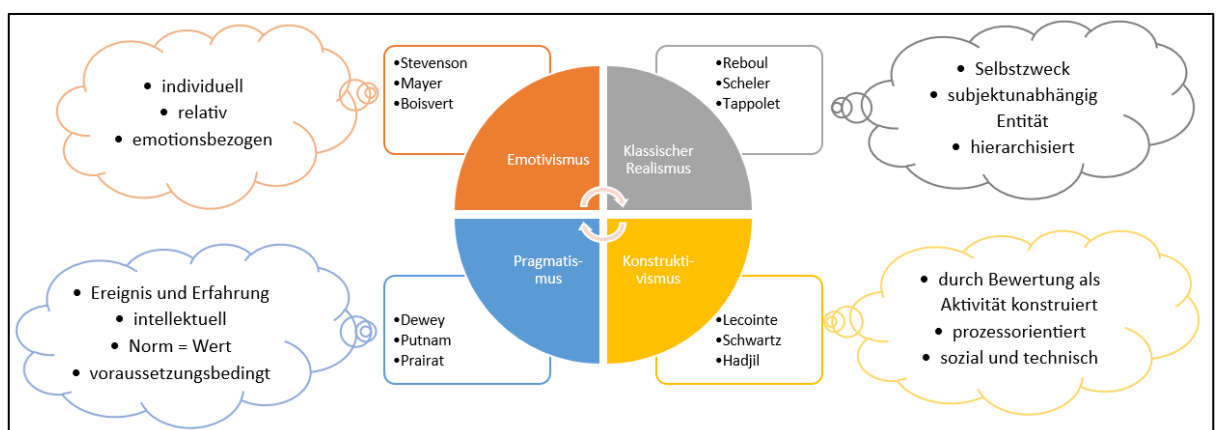 • individuell
• relativ
• emotionsbezogen
•Stevenson
•Mayer
•Boisvert
Emotivismus
Klassischer
Realismus
•Reboul
•Scheler
•Tappolet
• Selbstzweck
• subjektunabhängig
Entität
• hierarchisiert
• Ereignis und Erfahrung
• intellektuell
• Norm = Wert
• voraussetzungsbedingt
•Dewey
•Putnam
•Prairat
Pragmatis-
mus
Konstrukti-
vismus
•Lecointe
•Schwartz
•Hadjil
• durch Bewertung als
Aktivität konstruiert
• prozessorientiert
• sozial und technisch